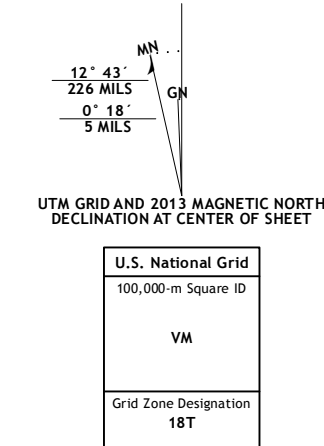 MN
12° 43´
226 MILS
GN
0° 18´
5 MILS
UTM GRID AND 2013 MAGNETIC NORTH
DECLINATION AT CENTER OF SHEET
U.S. National Grid
100,000-m Square ID
VM
Grid Zone Designation
18T